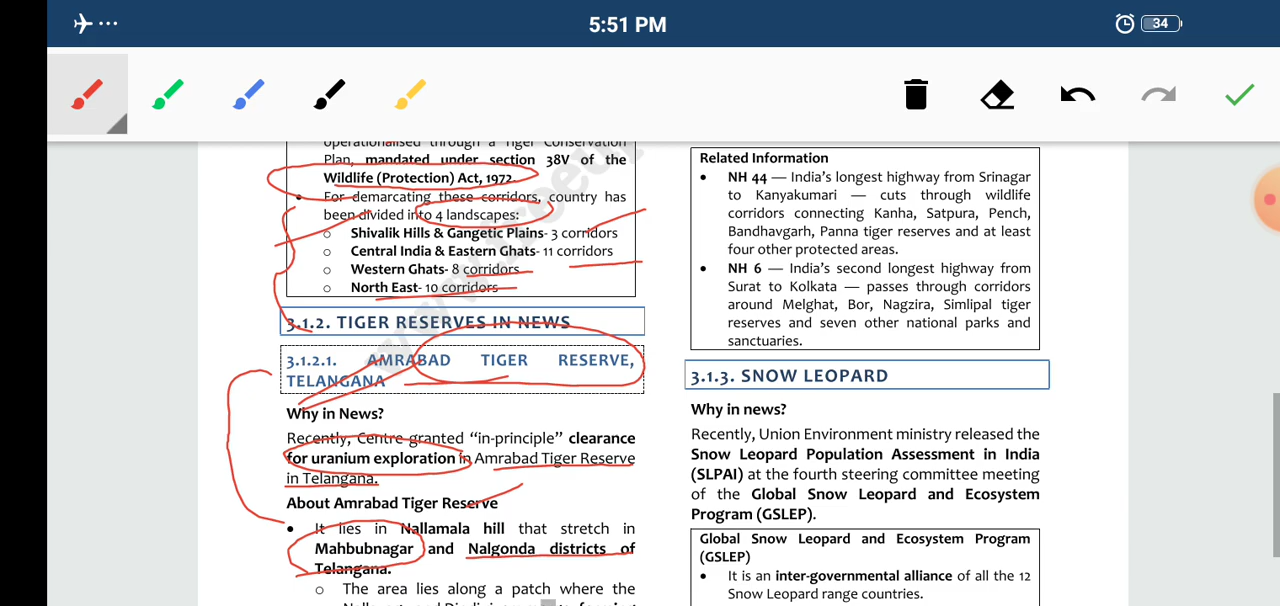 5:51 PM
34
operationalised through a Tiger Conservation
Plan, mandated under section 38V of the
Wildlife (Protection) Act, 1972.
• For demarcating these corridors, country has
been divided into 4 landscapes:
o Shivalik Hills & Gangetic Plains- 3 corridors
o Central India & Eastern Ghats- 11 corridors
o Western Ghats- 8 corridors
o North East- 10 corridors
3.1.2. TIGER RESERVES IN NEWS
3.1.2.1. AMRABAD TIGER RESERVE,
TELANGANA
Why in News?
Recently, Centre granted “in-principle” clearance
for uranium exploration in Amrabad Tiger Reserve
in Telangana.
About Amrabad Tiger Reserve
• It lies in Nallamala hill that stretch in
Mahbubnagar and Nalgonda districts of
Telangana.
o The area lies along a patch where the
Related Information
• NH 44 — India’s longest highway from Srinagar
to Kanyakumari — cuts through wildlife
corridors connecting Kanha, Satpura, Pench,
Bandhavgarh, Panna tiger reserves and at least
four other protected areas.
• NH 6 — India’s second longest highway from
Surat to Kolkata — passes through corridors
around Melghat, Bor, Nagzira, Simlipal tiger
reserves and seven other national parks and
sanctuaries.
3.1.3. SNOW LEOPARD
Why in news?
Recently, Union Environment ministry released the
Snow Leopard Population Assessment in India
(SLPAI) at the fourth steering committee meeting
of the Global Snow Leopard and Ecosystem
Program (GSLEP).
Global Snow Leopard and Ecosystem Program
(GSLEP)
• It is an inter-governmental alliance of all the 12
Snow Leopard range countries.